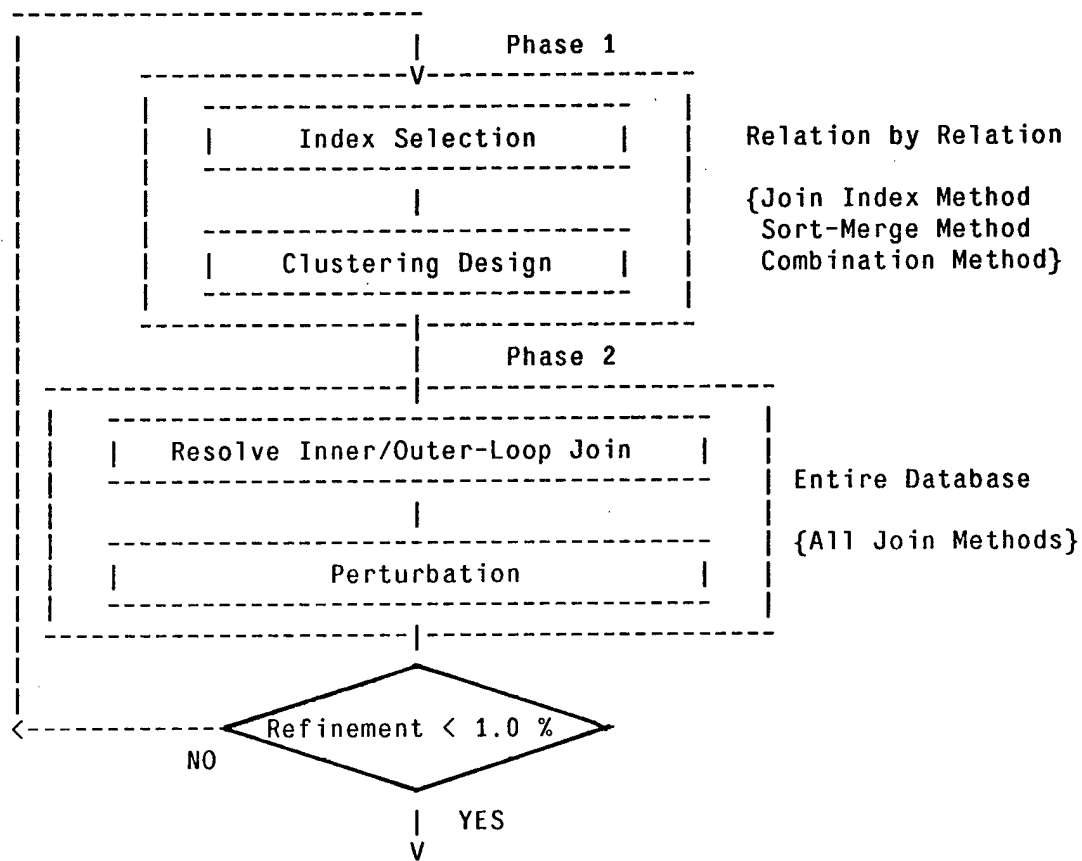 Phase 1
Index Selection
Relation by Relation
{Join Index Method
Sort-Merge Method
Clustering Design
Combination Method}
Phase 2
Resolve Inner/Outer-Loop Join
Entire Database
{All Join Methods}
Perturbation
Refinement < 1.0 %
NO
YES